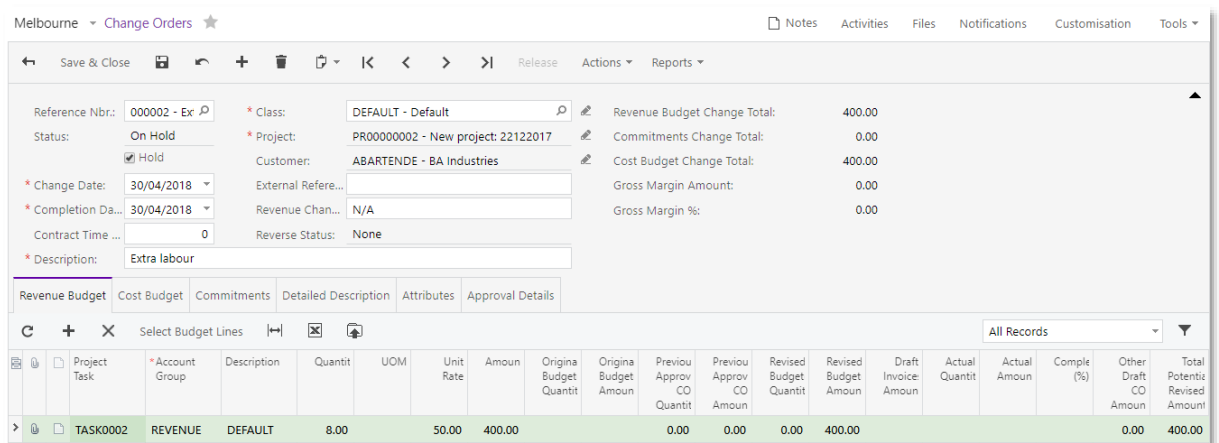 Melbourne Change Orders Notes Activities Files Notifications Customisation Tools
Save & Close Release Actions Reports
Reference Nbr.: 000002 - Ex * Class: DEFAULT - Default Revenue Budget Change Total: 400.00
Status: On Hold * Project: PR00000002 - New project: 22122017 Commitments Change Total: 0.00
Hold Customer: ABARTENDE - BA Industries Cost Budget Change Total: 400.00
* Change Date: 30/04/2018 External Refere... Gross Margin Amount: 0.00
* Completion Da... 30/04/2018 Revenue Chan... N/A Gross Margin %: 0.00
Contract Time ... 0 Reverse Status: None
* Description: Extra labour
Revenue Budget Cost Budget Commitments Detailed Description Attributes Approval Details
Select Budget Lines All Records
Project *Account Description Quantit UOM Unit Amoun Origina Origina Previou Previou Revised Revised Draft Actual Actual Comple Other Total
Task Group Rate Budget Budget Approv Approv Budget Budget Invoice: Quantit Amoun (%) Draft Potentia
Quantit Amoun CO CO Quantit Amoun Amoun CO Revised
Quantit Amoun Amoun Amount
TASK0002 REVENUE DEFAULT 8.00 50.00 400.00 0.00 0.00 0.00 400.00 0.00 400.00